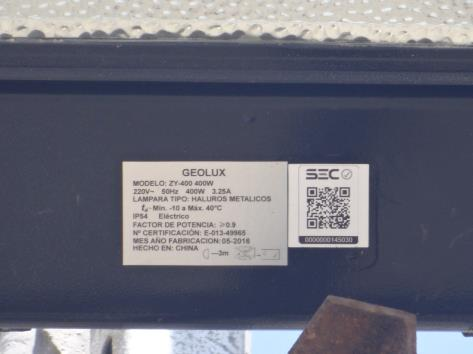 GEOLUX
MODELO: ZY-400 400W
220V~ 50Hz 400W 3.25A
LAMPARA TIPO: HALUROS METALICOS
ta- Min. -10 a Máx. 40°C
IP54 Eléctrico
FACTOR DE POTENCIA: ≥0.9
Nº CERTIFICACIÓN: E-013-49965
MES AÑO FABRICACION: 05-2016
HECHO EN: CHINA
3m
SEC
0000000145030